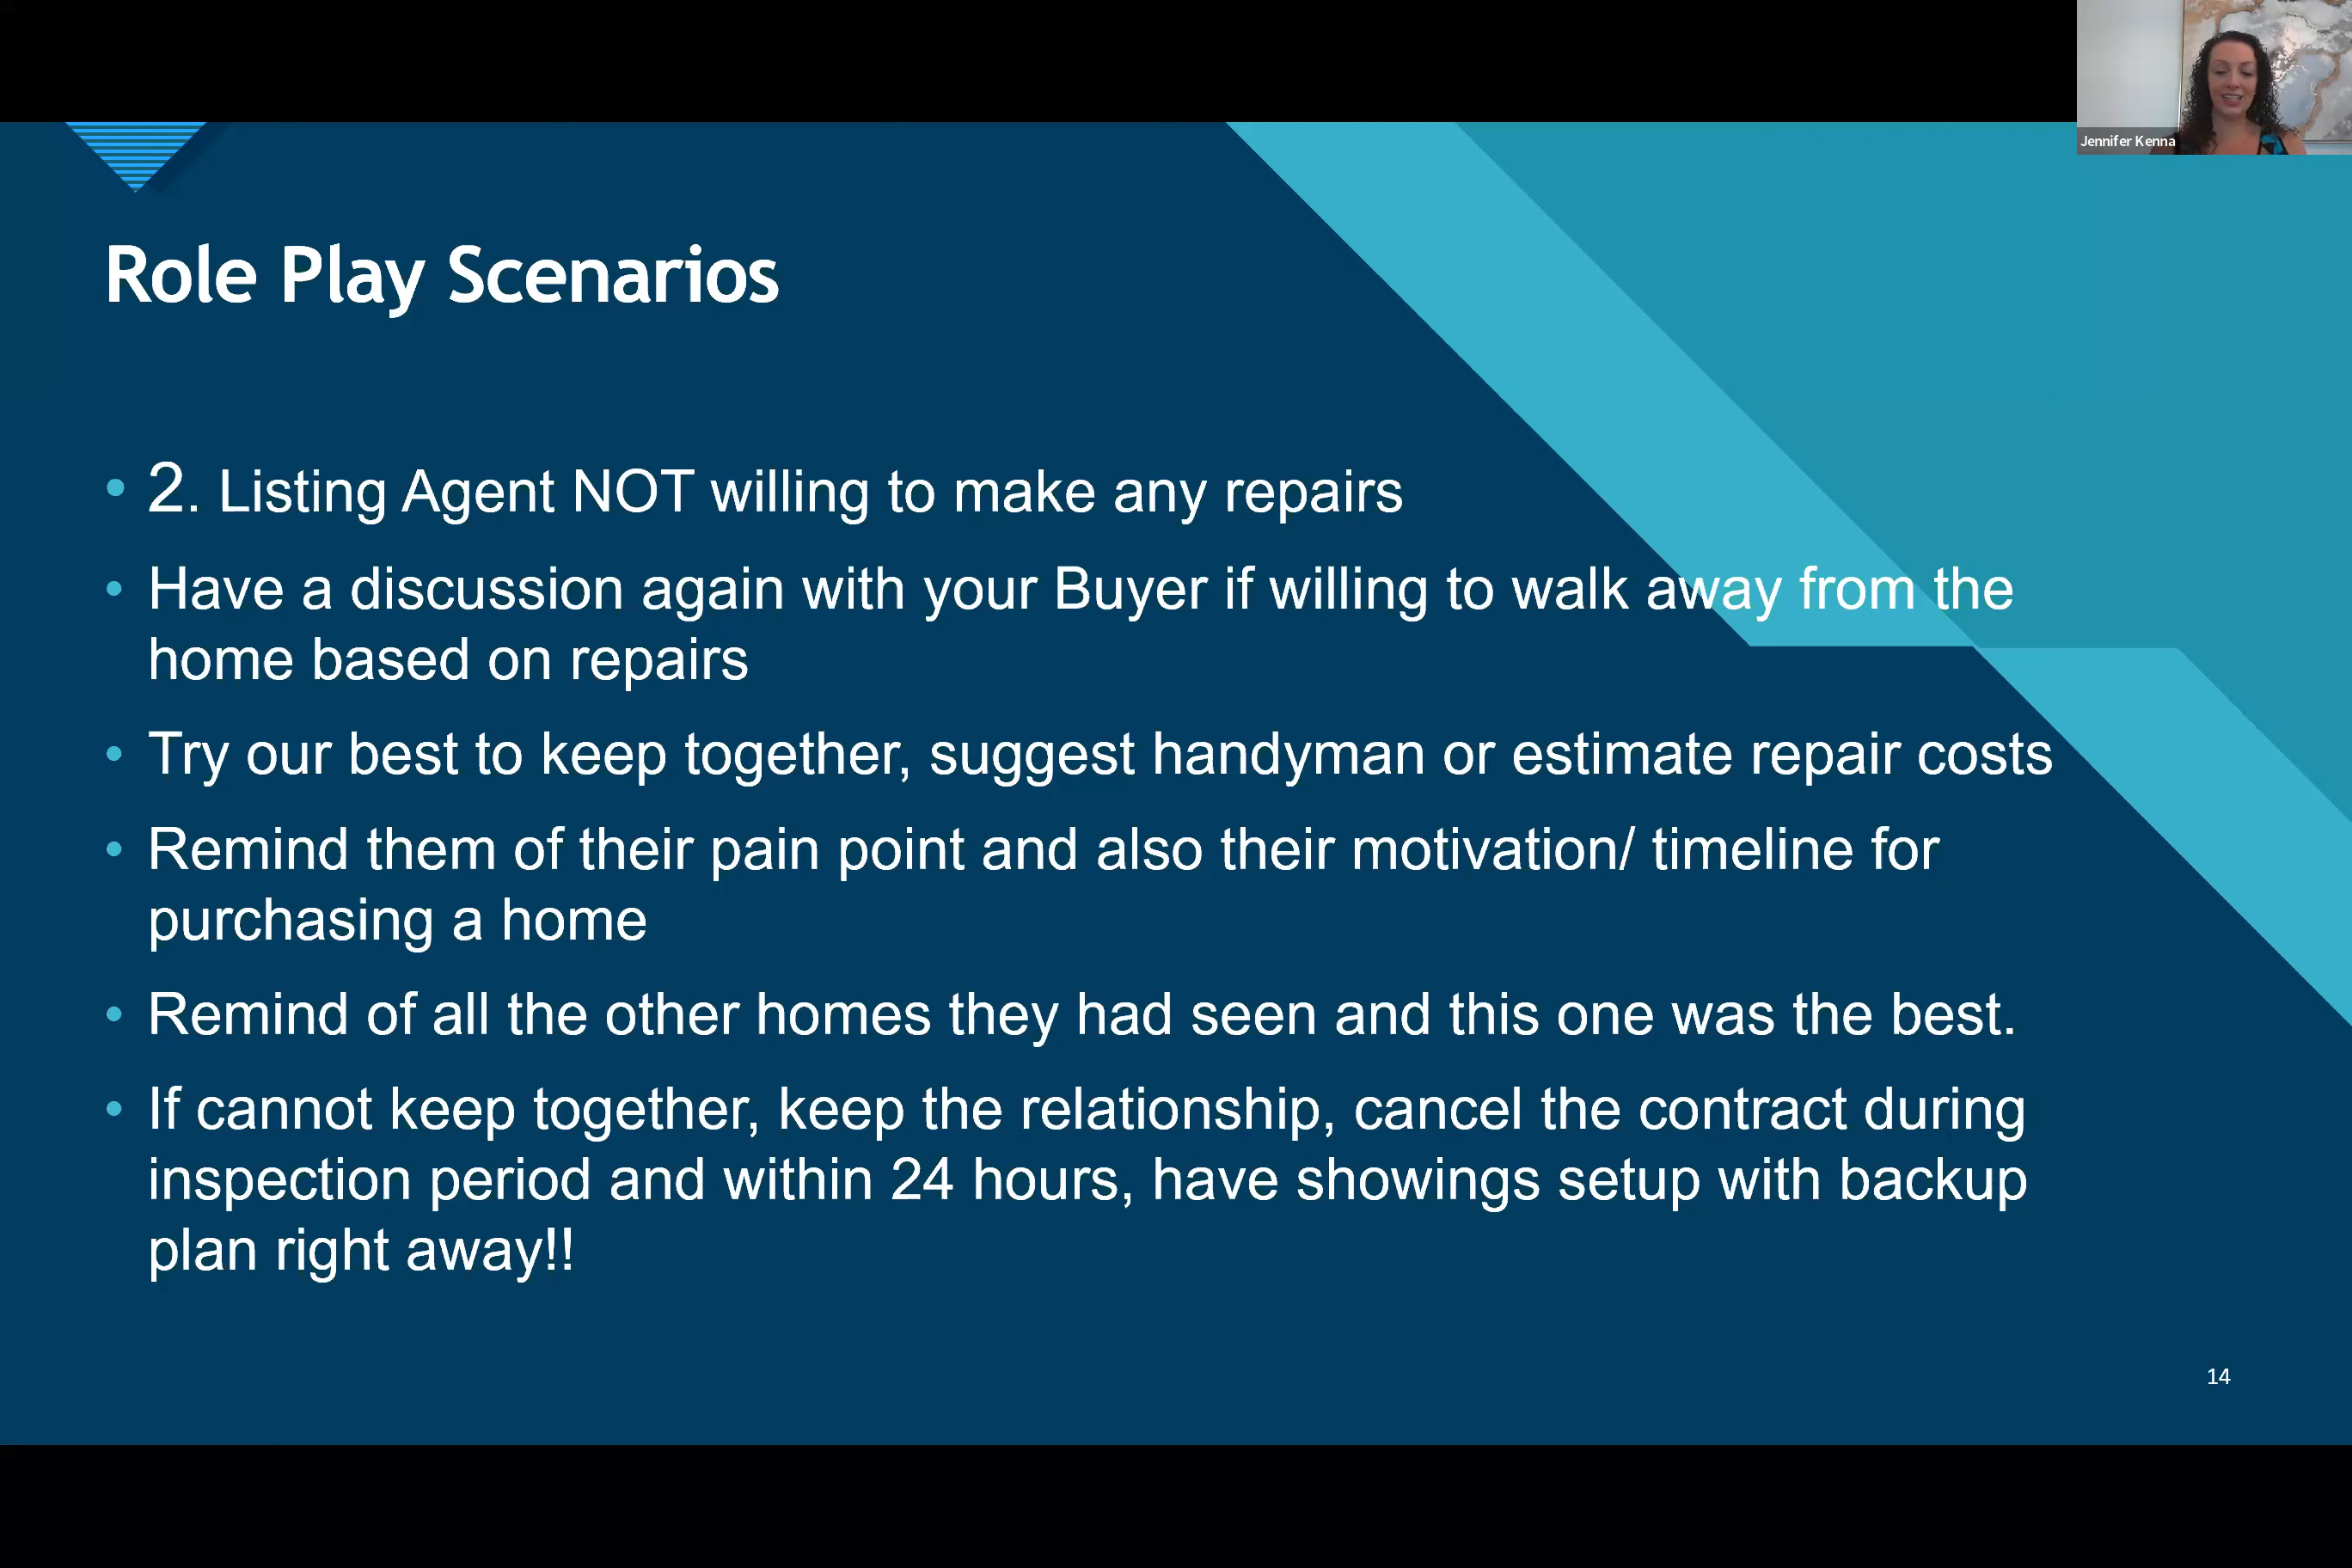 Jennifer Kenna
Role Play Scenarios
• 2. Listing Agent NOT willing to make any repairs
• Have a discussion again with your Buyer if willing to walk away from the
home based on repairs
• Try our best to keep together, suggest handyman or estimate repair costs
• Remind them of their pain point and also their motivation/ timeline for
purchasing a home
• Remind of all the other homes they had seen and this one was the best.
• If cannot keep together, keep the relationship, cancel the contract during
inspection period and within 24 hours, have showings setup with backup
plan right away!!
14